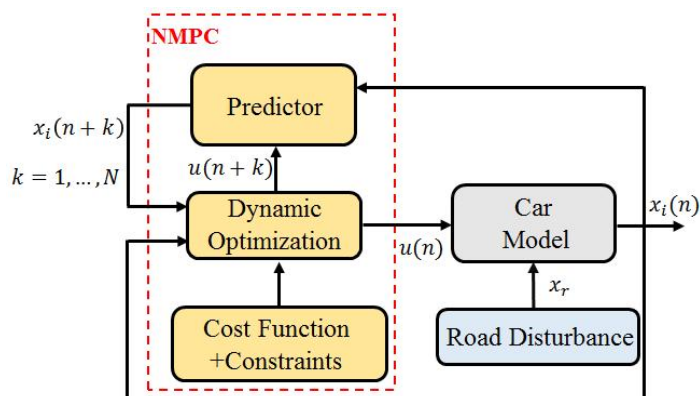 NMPC
Predictor
x_i(n + k)
k = 1, …, N
u(n + k)
Dynamic
Optimization
u(n)
Car
Model
x_i(n)
x_r
Cost Function
+Constraints
Road Disturbance